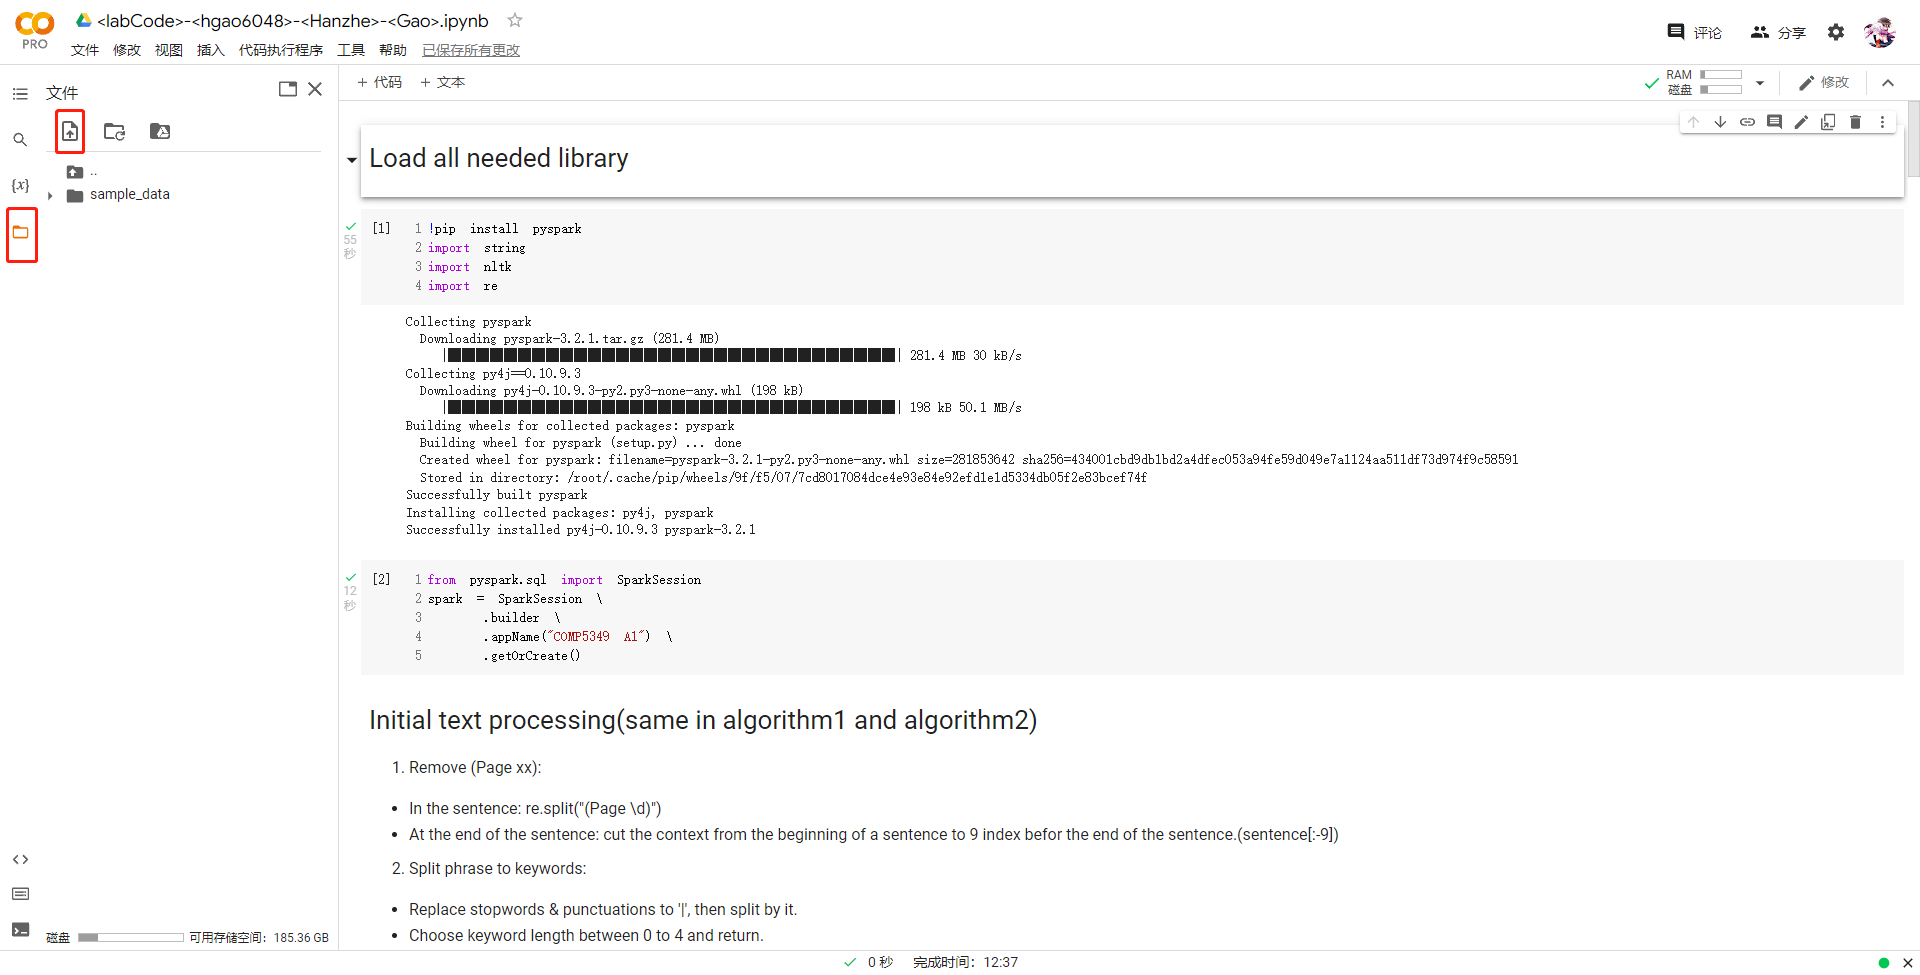 <labCode>-<hgao6048>-<Hanzhe>-<Gao>.ipynb
PRO
文件 修改 视图 插入 代码执行程序 工具 帮助 已保存所有更改
评论 分享
文件
+ 代码 + 文本
RAM
磁盘
修改
..
sample_data
{x}
Load all needed library
55
秒
[1]
1 !pip install pyspark
2 import string
3 import nltk
4 import re
Collecting pyspark
Downloading pyspark-3.2.1.tar.gz (281.4 MB)
| 281.4 MB 30 kB/s
Collecting py4j==0.10.9.3
Downloading py4j-0.10.9.3-py2.py3-none-any.whl (198 kB)
| 198 kB 50.1 MB/s
Building wheels for collected packages: pyspark
Building wheel for pyspark (setup.py) ... done
Created wheel for pyspark: filename=pyspark-3.2.1-py2.py3-none-any.whl size=281853642 sha256=434001cbd9db1bd2a4dfec053a94fe59d049e7a1124aa511df73d974f9c58591
Stored in directory: /root/.cache/pip/wheels/9f/f5/07/7cd8017084dce4e93e84e92efd1e1d5334db05f2e83bcef74f
Successfully built pyspark
Installing collected packages: py4j, pyspark
Successfully installed py4j-0.10.9.3 pyspark-3.2.1
12
秒
[2]
1 from pyspark.sql import SparkSession
2 spark = SparkSession \
3 .builder \
4 .appName("COMP5349 A1") \
5 .getOrCreate()
Initial text processing(same in algorithm1 and algorithm2)
1. Remove (Page xx):
• In the sentence: re.split("(Page \d)")
• At the end of the sentence: cut the context from the beginning of a sentence to 9 index befor the end of the sentence.(sentence[:-9])
2. Split phrase to keywords:
• Replace stopwords & punctuations to '|', then split by it.
• Choose keyword length between 0 to 4 and return.
磁盘 可用存储空间：185.36 GB
0 秒 完成时间：12:37